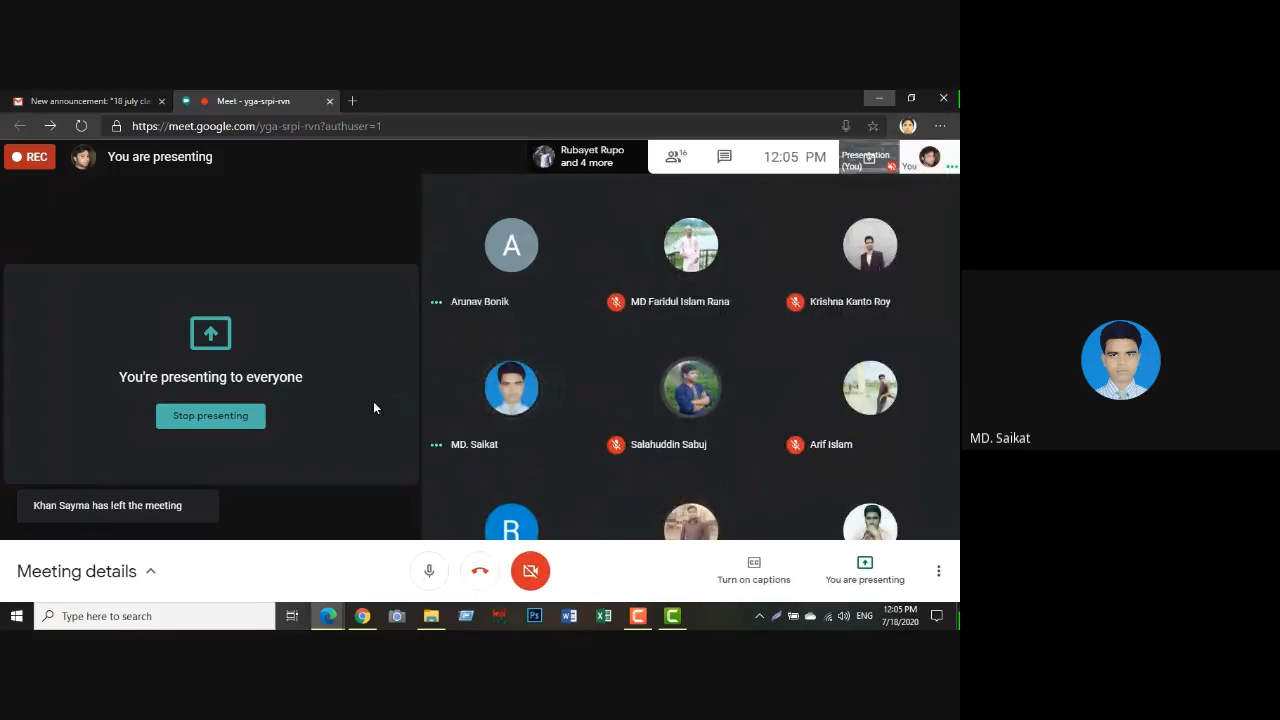 New announcement: "18 july cla
Meet - yga-srpi-rvn
https://meet.google.com/yga-srpi-rvn?authuser=1
REC
You are presenting
Rubayet Rupo
and 4 more
16
12:05 PM
Presentation
(You)
You
A
Arunav Bonik
MD Faridul Islam Rana
Krishna Kanto Roy
You're presenting to everyone
Stop presenting
MD. Saikat
Salahuddin Sabuj
Arif Islam
MD. Saikat
Khan Sayma has left the meeting
B
Meeting details
CC
Turn on captions
You are presenting
Type here to search
Ps
ENG
12:05 PM
7/18/2020